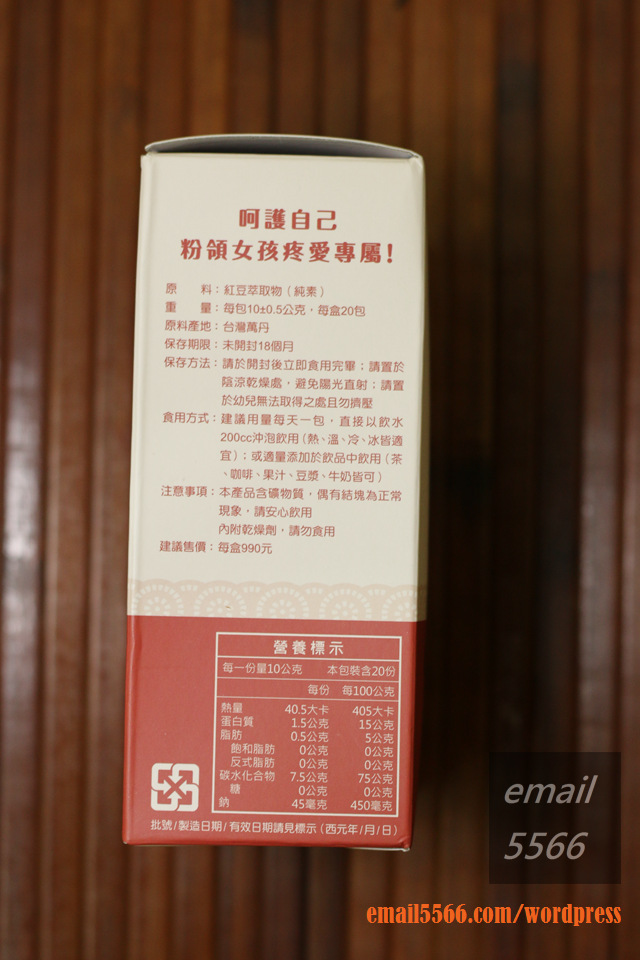 呵護自己
粉領女孩疼愛專屬!
原　　料：紅豆萃取物（純素）
重　　量：每包10±0.5公克，每盒20包
原料產地：台灣萬丹
保存期限：未開封18個月
保存方法：請於開封後立即食用完畢；請置於
陰涼乾燥處，避免陽光直射；請置
於幼兒無法取得之處且勿擠壓
食用方式：建議用量每天一包，直接以飲水
200cc沖泡飲用（熱、溫、冷、冰皆適
宜）；或適量添加於飲品中飲用（茶
、咖啡、果汁、豆漿、牛奶皆可）
注意事項：本產品含礦物質，偶有結塊為正常
現象，請安心飲用
內附乾燥劑，請勿食用
建議售價：每盒990元
營養標示
每一份量10公克　本包裝含20份
每份　每100公克
熱量　40.5大卡　405大卡
蛋白質　1.5公克　15公克
脂肪　0.5公克　5公克
飽和脂肪　0公克　0公克
反式脂肪　0公克　0公克
碳水化合物　7.5公克　75公克
糖　0公克　0公克
鈉　45毫克　450毫克
批號/製造日期/有效日期請見標示（西元年/月/日）
email
5566
email5566.com/wordpress